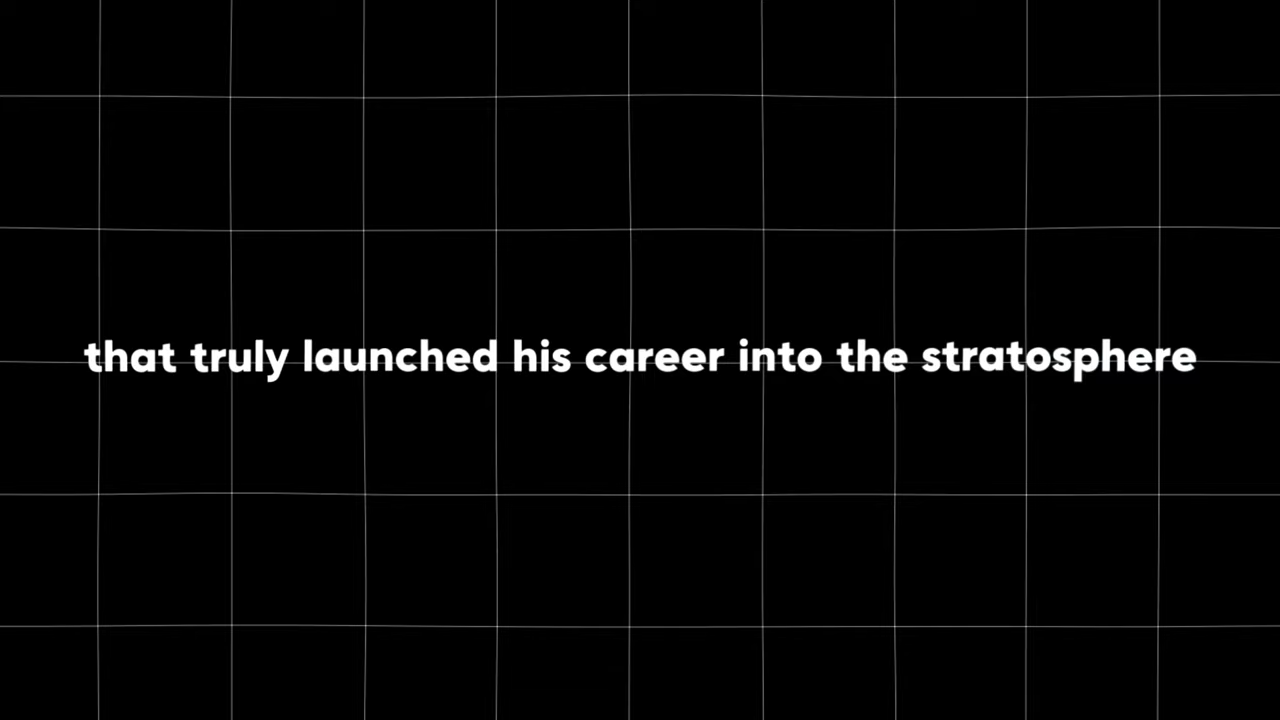 that truly launched his career into the stratosphere